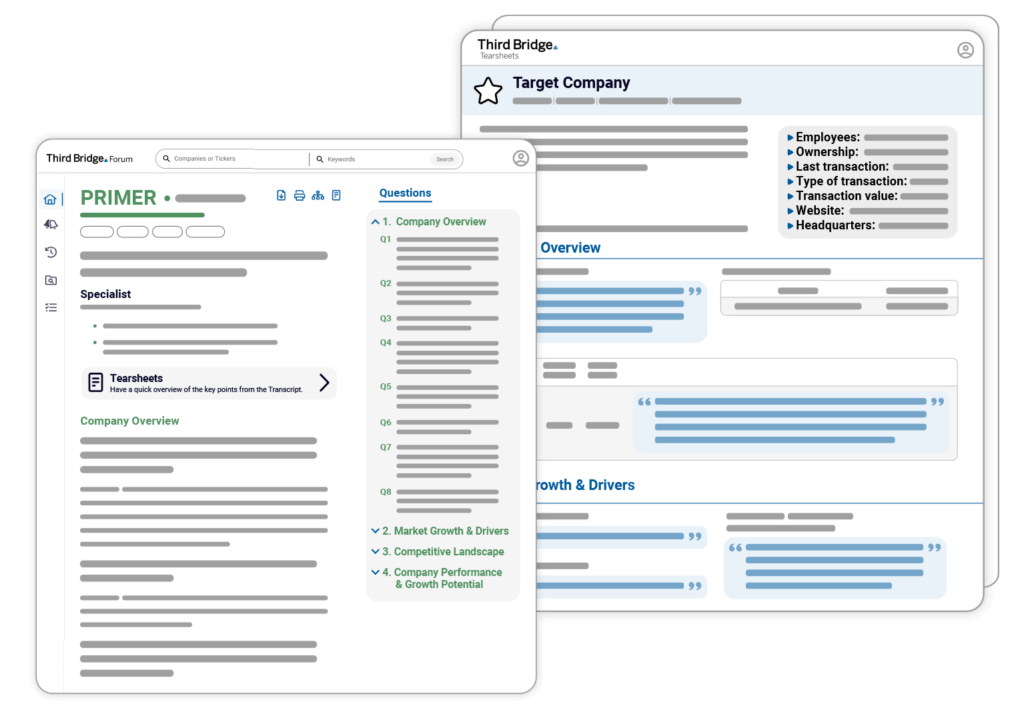 Third Bridge.
Tearsheets
Target Company
Employees:
Ownership:
Last transaction:
Type of transaction:
Transaction value:
Website:
Headquarters:
Overview
rowth & Drivers
Third Bridge. Forum
Companies or Tickers
Keywords
Search
PRIMER •
Specialist
Tearsheets
Have a quick overview of the key points from the Transcript.
Company Overview
Questions
1. Company Overview
Q1
Q2
Q3
Q4
Q5
Q6
Q7
Q8
2. Market Growth & Drivers
3. Competitive Landscape
4. Company Performance
& Growth Potential